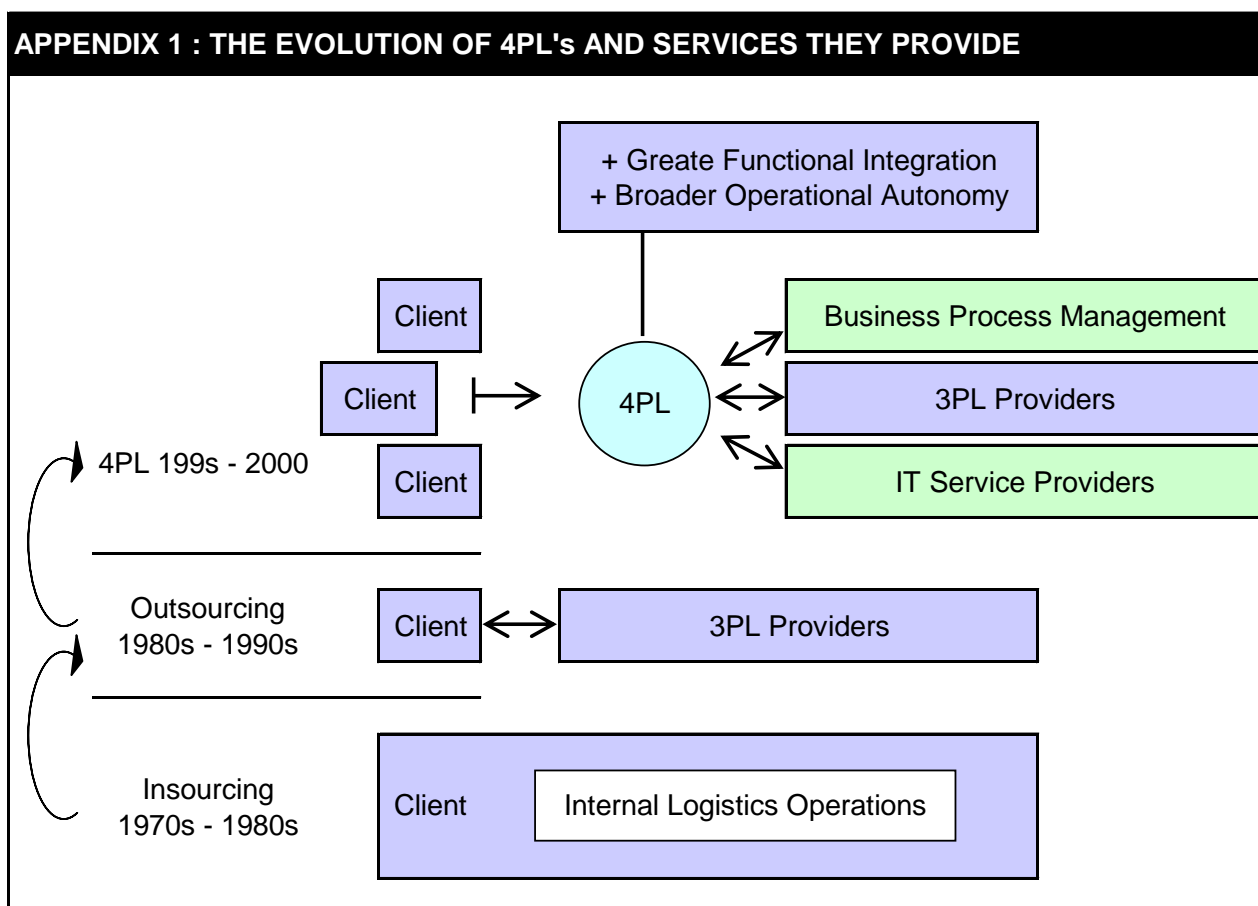 APPENDIX 1 : THE EVOLUTION OF 4PL's AND SERVICES THEY PROVIDE
+ Greate Functional Integration
+ Broader Operational Autonomy
Client
Business Process Management
Client
4PL
3PL Providers
4PL 199s - 2000
Client
IT Service Providers
Outsourcing
1980s - 1990s
Client
3PL Providers
Insourcing
1970s - 1980s
Client
Internal Logistics Operations